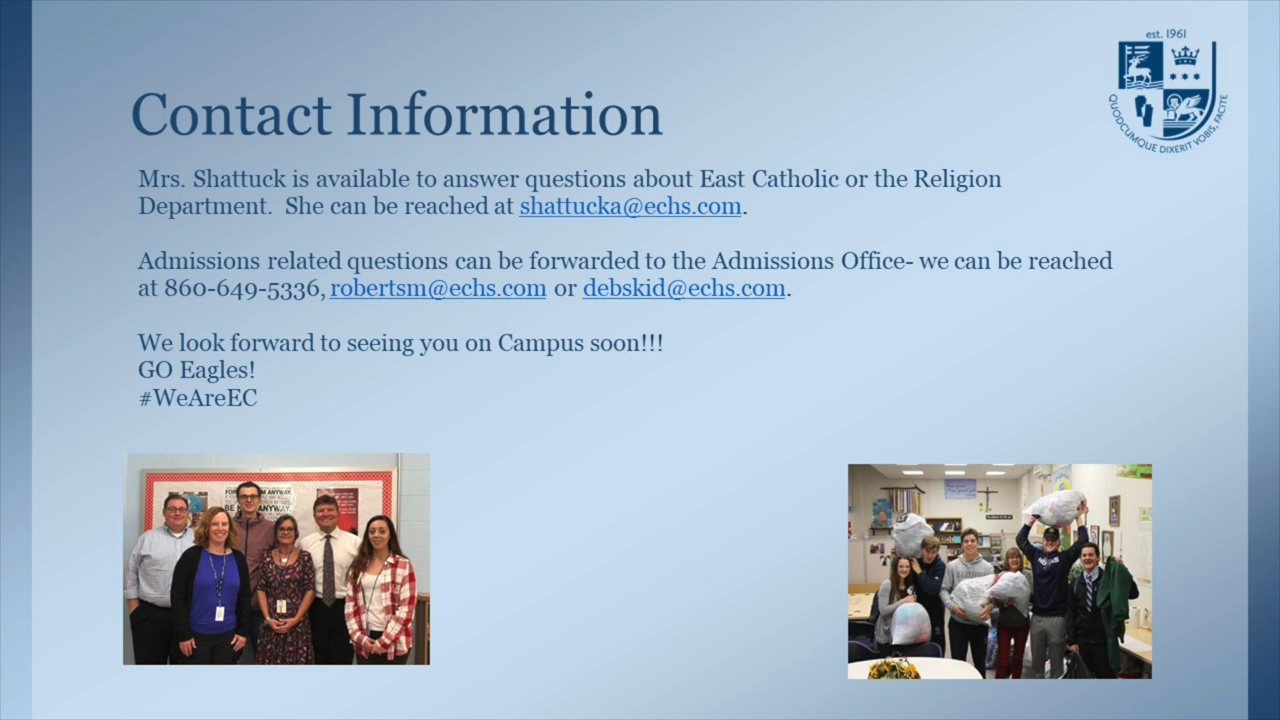 est. 1961
QUODCUMQUE DIXERIT VOBIS, FACITE
Contact Information
Mrs. Shattuck is available to answer questions about East Catholic or the Religion
Department.  She can be reached at shattucka@echs.com.
Admissions related questions can be forwarded to the Admissions Office- we can be reached
at 860-649-5336, robertsm@echs.com or debskid@echs.com.
We look forward to seeing you on Campus soon!!!
GO Eagles!
#WeAreEC
ANYWAY.